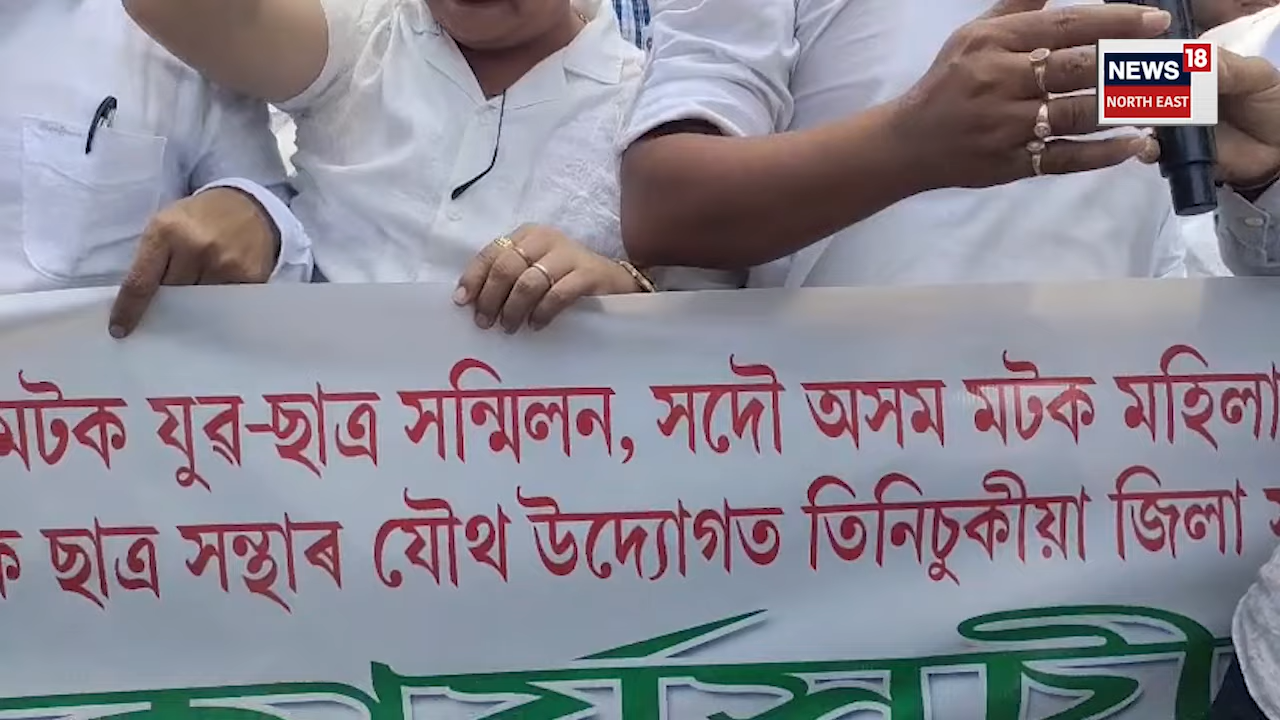 NEWS 18
NORTH EAST
মটক যুৱ-ছাত্ৰ সন্মিলন, সদৌ অসম মটক মহিলা
ক ছাত্ৰ সন্থাৰ যৌথ উদ্যোগত তিনিচুকীয়া জিলা